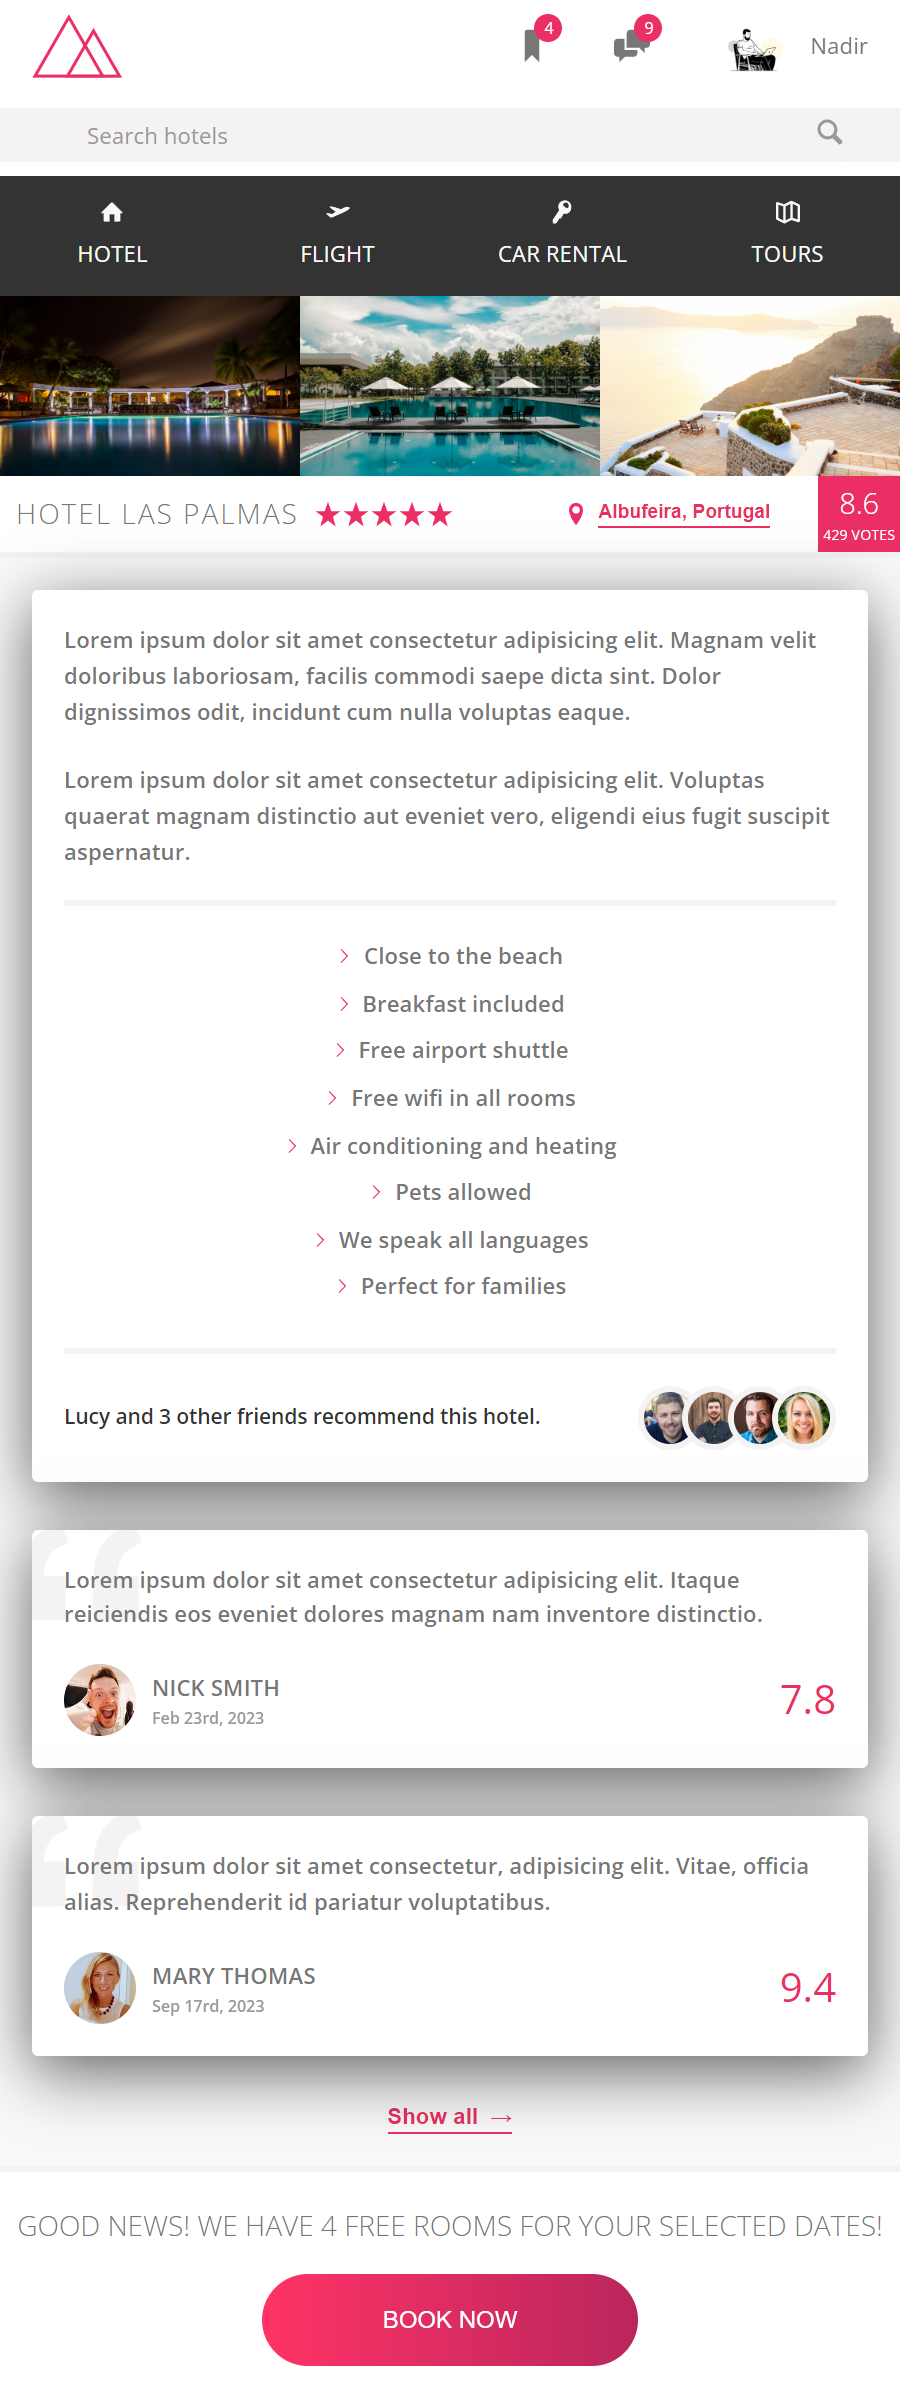 4
9
Nadir
Search hotels
HOTEL
FLIGHT
CAR RENTAL
TOURS
HOTEL LAS PALMAS
Albufeira, Portugal
8.6
429 VOTES
Lorem ipsum dolor sit amet consectetur adipisicing elit. Magnam velit
doloribus laboriosam, facilis commodi saepe dicta sint. Dolor
dignissimos odit, incidunt cum nulla voluptas eaque.
Lorem ipsum dolor sit amet consectetur adipisicing elit. Voluptas
quaerat magnam distinctio aut eveniet vero, eligendi eius fugit suscipit
aspernatur.
Close to the beach
Breakfast included
Free airport shuttle
Free wifi in all rooms
Air conditioning and heating
Pets allowed
We speak all languages
Perfect for families
Lucy and 3 other friends recommend this hotel.
Lorem ipsum dolor sit amet consectetur adipisicing elit. Itaque
reiciendis eos eveniet dolores magnam nam inventore distinctio.
NICK SMITH
Feb 23rd, 2023
7.8
Lorem ipsum dolor sit amet consectetur, adipisicing elit. Vitae, officia
alias. Reprehenderit id pariatur voluptatibus.
MARY THOMAS
Sep 17rd, 2023
9.4
Show all →
GOOD NEWS! WE HAVE 4 FREE ROOMS FOR YOUR SELECTED DATES!
BOOK NOW